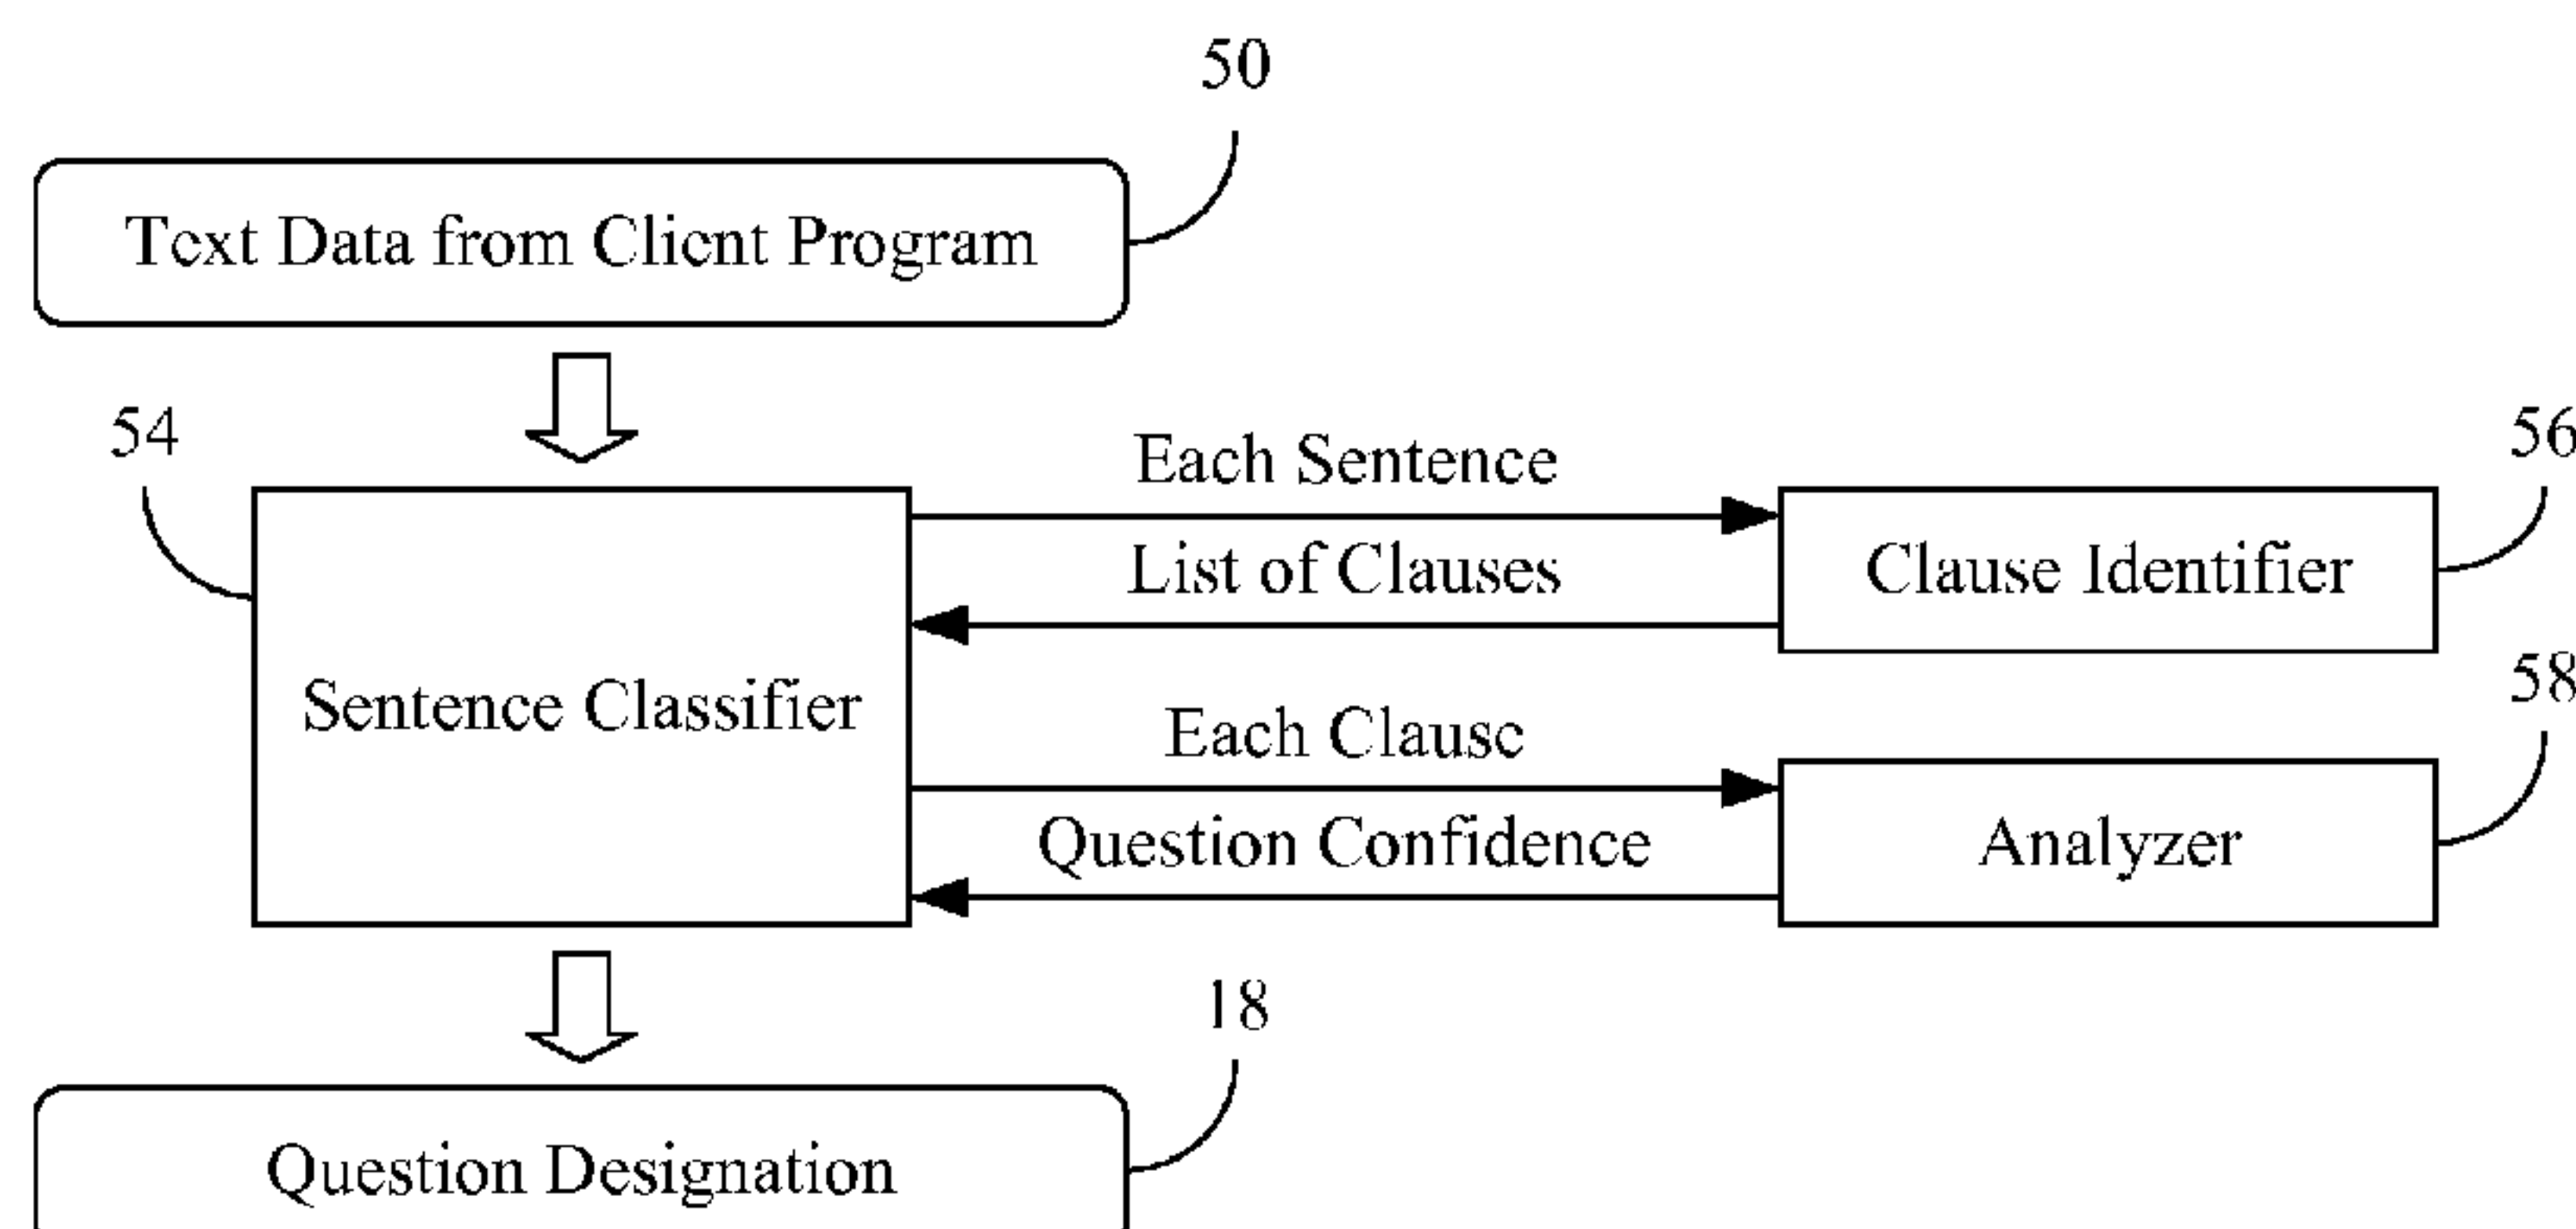 50
Text Data from Client Program
54
Each Sentence
56
List of Clauses
Clause Identifier
58
Sentence Classifier
Each Clause
Question Confidence
Analyzer
18
Question Designation